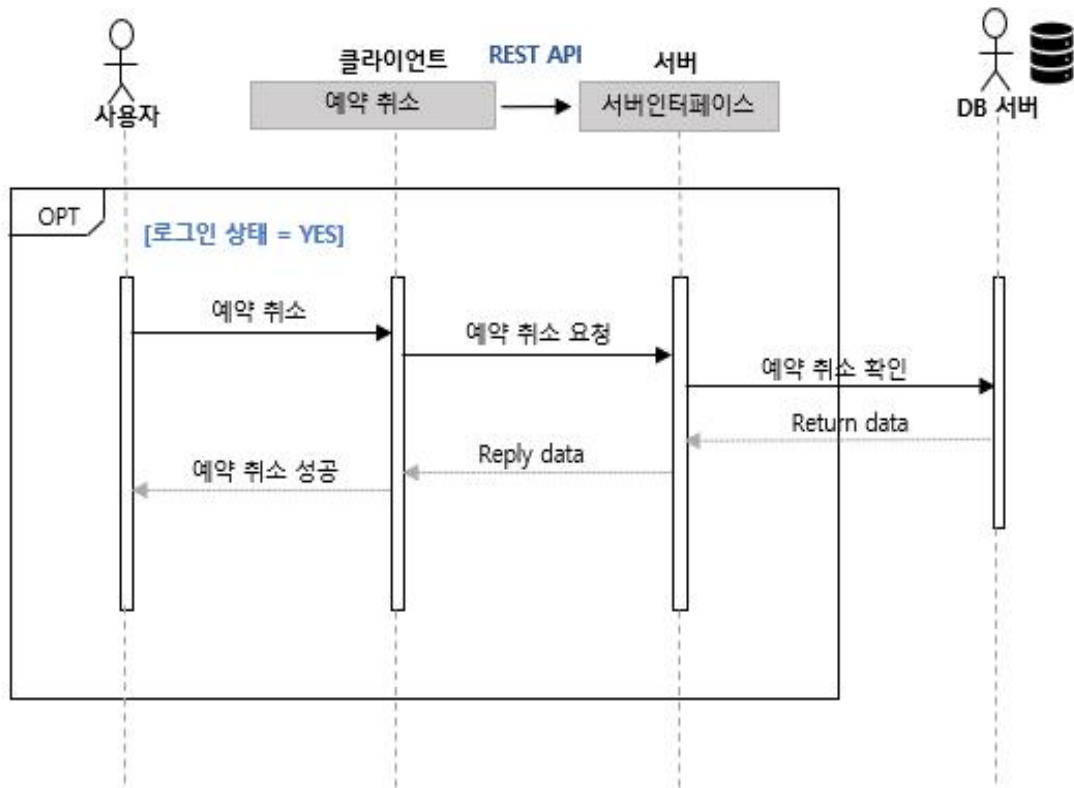 클라이언트
REST API
서버
예약 취소
서버인터페이스
사용자
DB 서버
OPT
[로그인 상태 = YES]
예약 취소
예약 취소 요청
예약 취소 확인
Return data
Reply data
예약 취소 성공